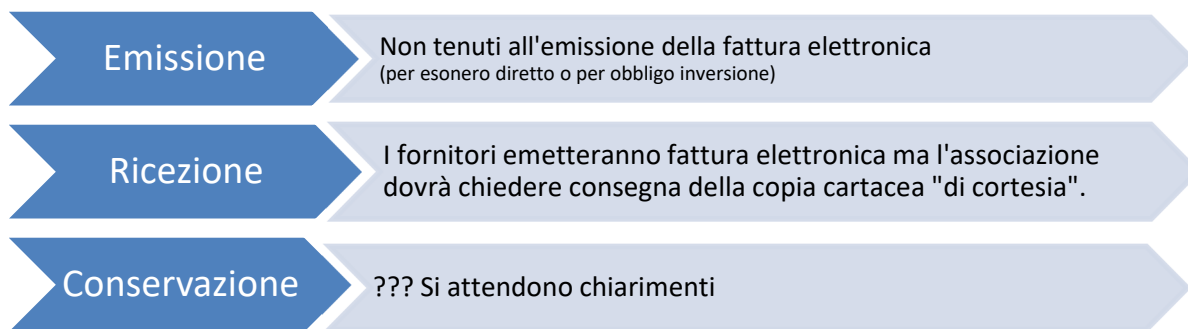 Emissione
Non tenuti all'emissione della fattura elettronica
(per esonero diretto o per obbligo inversione)
Ricezione
I fornitori emetteranno fattura elettronica ma l'associazione
dovrà chiedere consegna della copia cartacea "di cortesia".
Conservazione
??? Si attendono chiarimenti